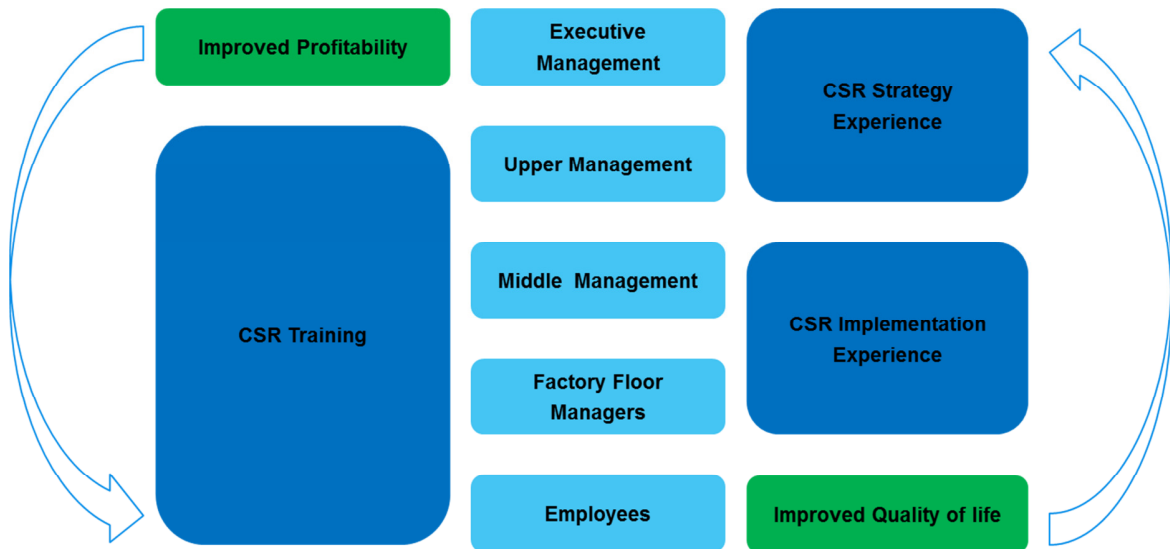 Improved Profitability
Executive
Management
CSR Strategy
Experience
Upper Management
CSR Training
Middle  Management
CSR Implementation
Experience
Factory Floor
Managers
Employees
Improved Quality of life